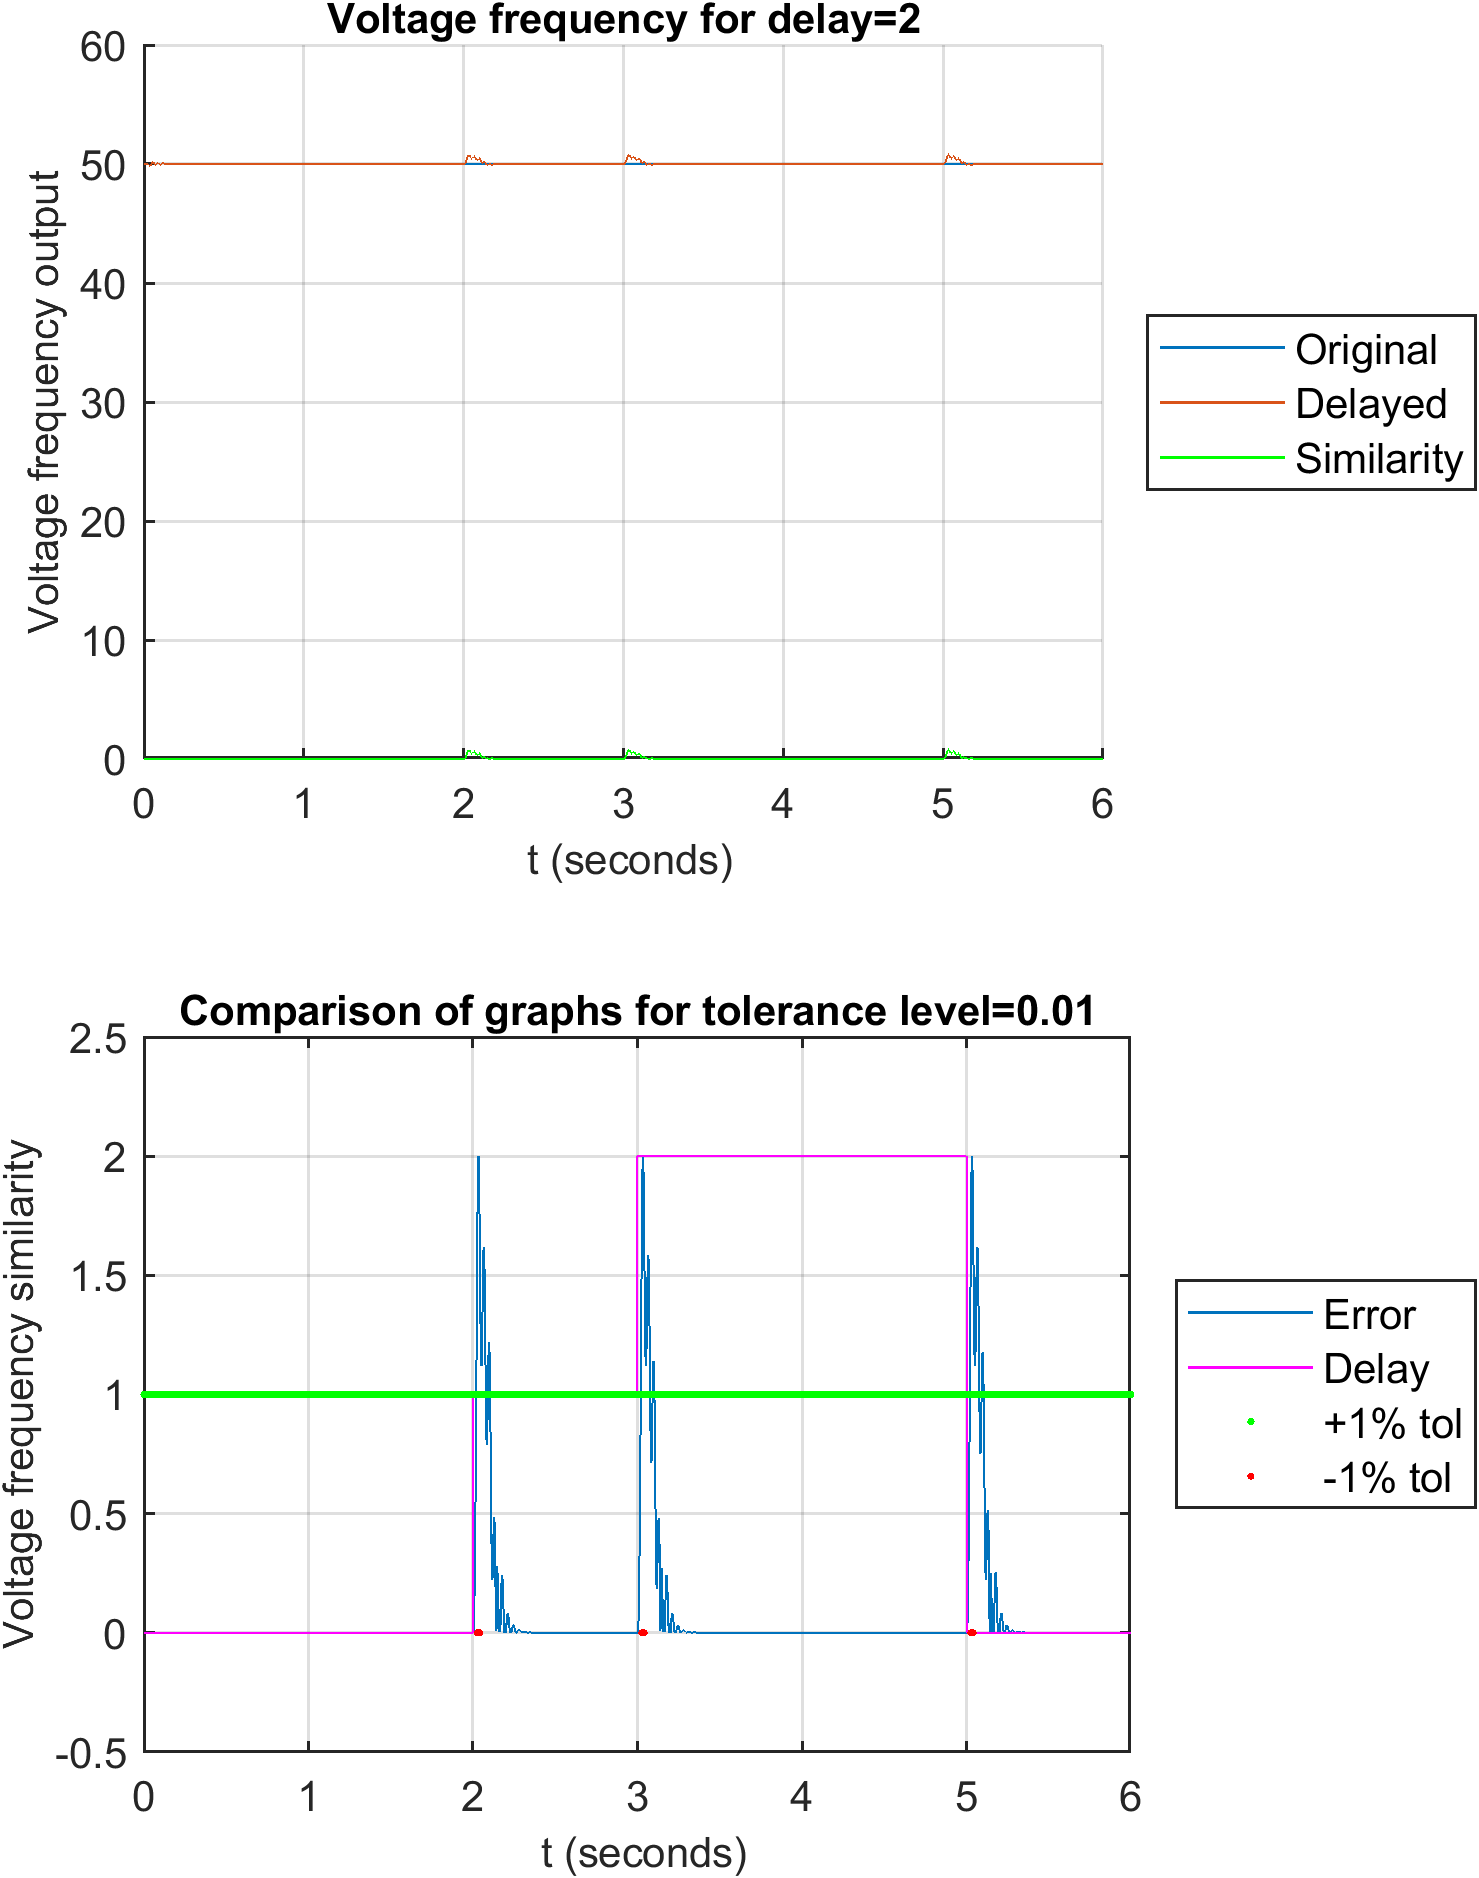 Voltage frequency for delay=2
60
50
40
30
20
10
0
Voltage frequency output
0 1 2 3 4 5 6
t (seconds)
Original
Delayed
Similarity
Comparison of graphs for tolerance level=0.01
2.5
2
1.5
1
0.5
0
-0.5
Voltage frequency similarity
0 1 2 3 4 5 6
t (seconds)
Error
Delay
+1% tol
-1% tol